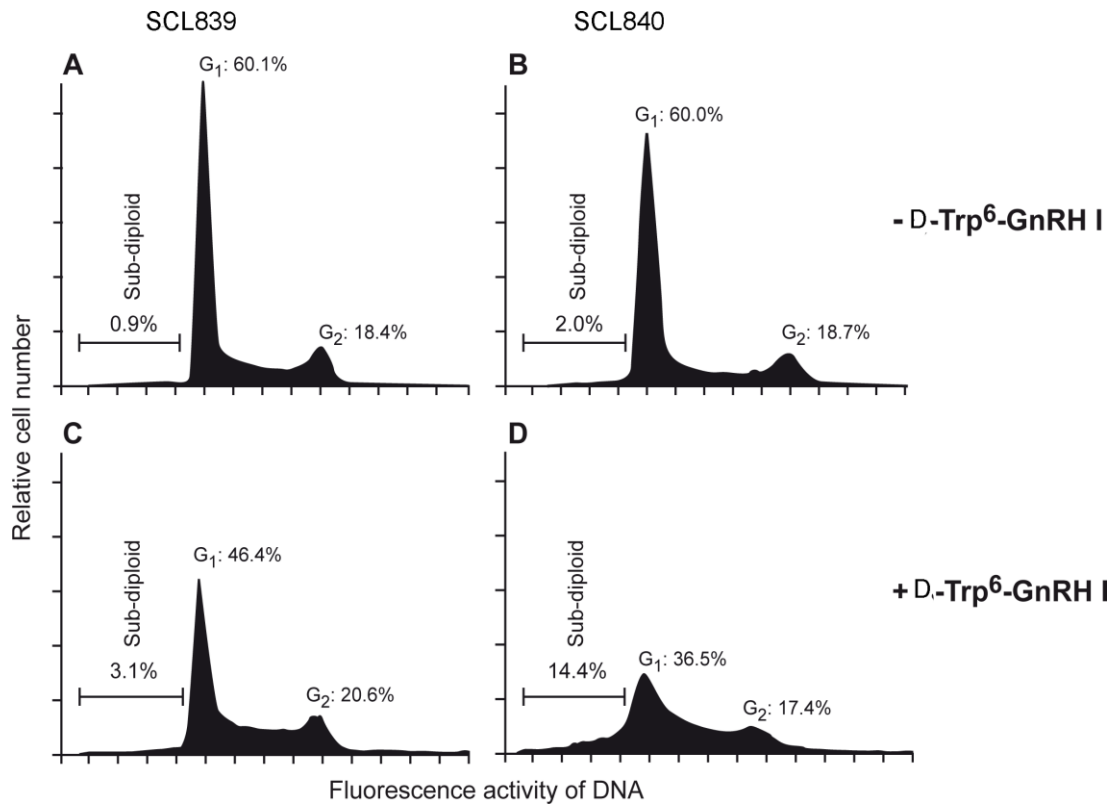 SCL839
SCL840
A
G1: 60.1%
Sub-diploid
0.9%
G2: 18.4%
B
G1: 60.0%
Sub-diploid
2.0%
G2: 18.7%
- D-Trp6-GnRH I
Relative cell number
C
G1: 46.4%
Sub-diploid
3.1%
G2: 20.6%
D
G1: 36.5%
Sub-diploid
14.4%
G2: 17.4%
+ D-Trp6-GnRH I
Fluorescence activity of DNA